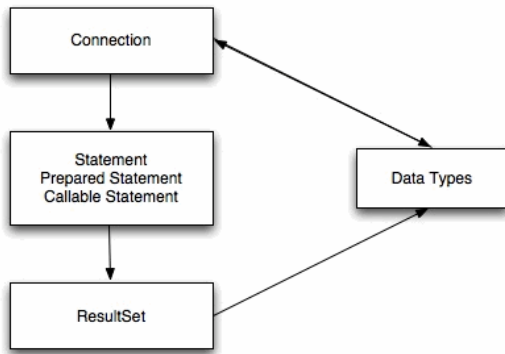 Connection
Statement
Prepared Statement
Callable Statement
Data Types
ResultSet